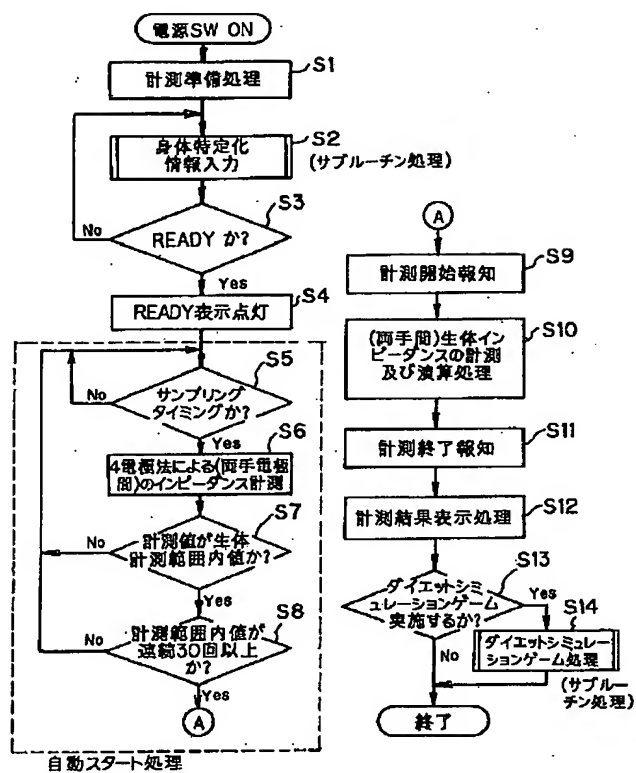 電源SW ON
計測準備処理
S1
身体特定化
情報入力
S2
(サブルーチン処理)
READY か?
S3
No
Yes
READY表示点灯
S4
サンプリング
タイミングか?
S5
No
Yes
4電極法による(両手電極
間)のインピーダンス計測
S6
計測値が生体
計測範囲内値か?
S7
No
Yes
計測範囲内値が
連続30回以上
か?
S8
No
Yes
A
自動スタート処理
A
計測開始報知
S9
(両手間)生体イン
ピーダンスの計測
及び演算処理
S10
計測終了報知
S11
計測結果表示処理
S12
ダイエットシミ
ュレーションゲーム
実施するか?
S13
Yes
No
ダイエットシミュレー
ションゲーム処理
S14
(サブルー
チン処理)
終了